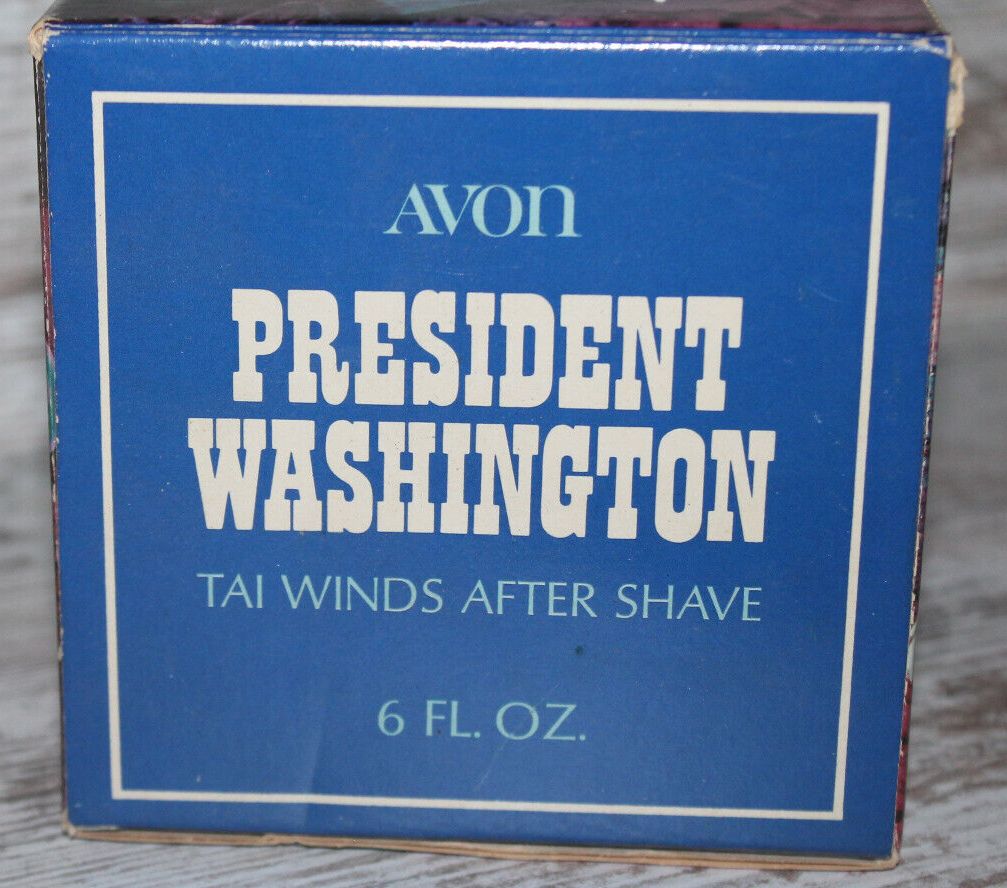 AVON
PRESIDENT
WASHINGTON
TAI WINDS AFTER SHAVE
6 FL. OZ.